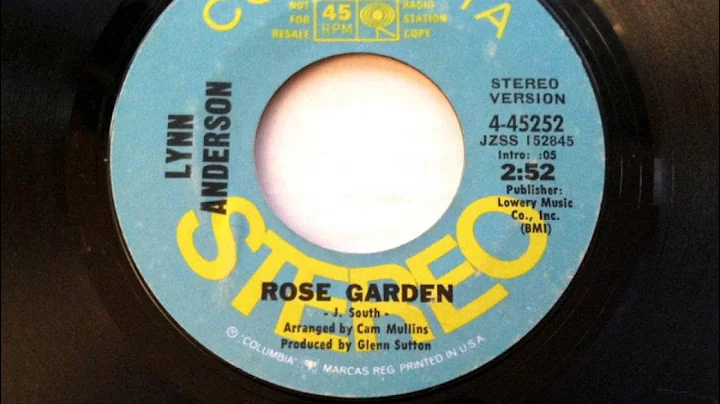 COLUMBIA
NOT
FOR
RESALE
45
RPM
RADIO
STATION
COPY
LYNN
ANDERSON
STEREO
VERSION
4-45252
JZSS 152845
Intro: :05
2:52
Publisher:
Lowery Music
Co., Inc.
(BMI)
STEREO
ROSE GARDEN
- J. South -
Arranged by Cam Mullins
Produced by Glenn Sutton
℗ "COLUMBIA" MARCAS REG. PRINTED IN U.S.A.